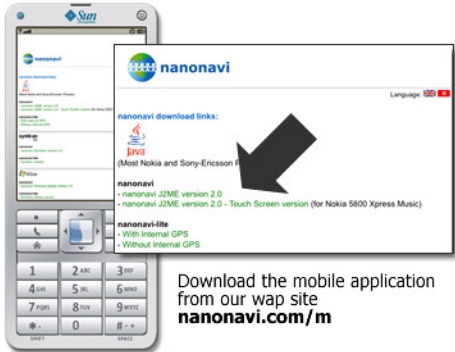 Sun
nanonavi
Language:
nanonavi download links:
Java
(Most Nokia and Sony-Ericsson
nanonavi
- nanonavi J2ME version 2.0
- nanonavi J2ME version 2.0 - Touch Screen version (for Nokia 5800 Xpress Music)
nanonavi-lite
- With Internal GPS
- Without Internal GPS
nanonavi
symbian
1 2 ABC 3 DEF
4 GHI 5 JKL 6 MNO
7 PQRS 8 TUV 9 WXYZ
* . 0 # - +
SHIFT SPACE
Download the mobile application
from our wap site
nanonavi.com/m